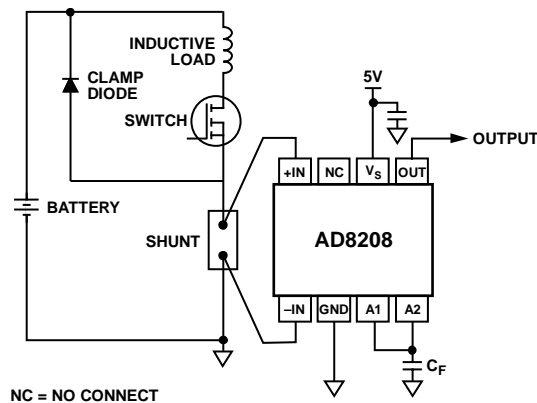 INDUCTIVE
LOAD
CLAMP
DIODE
SWITCH
BATTERY
SHUNT
5V
OUTPUT
+IN NC VS OUT
AD8208
–IN GND A1 A2
CF
NC = NO CONNECT